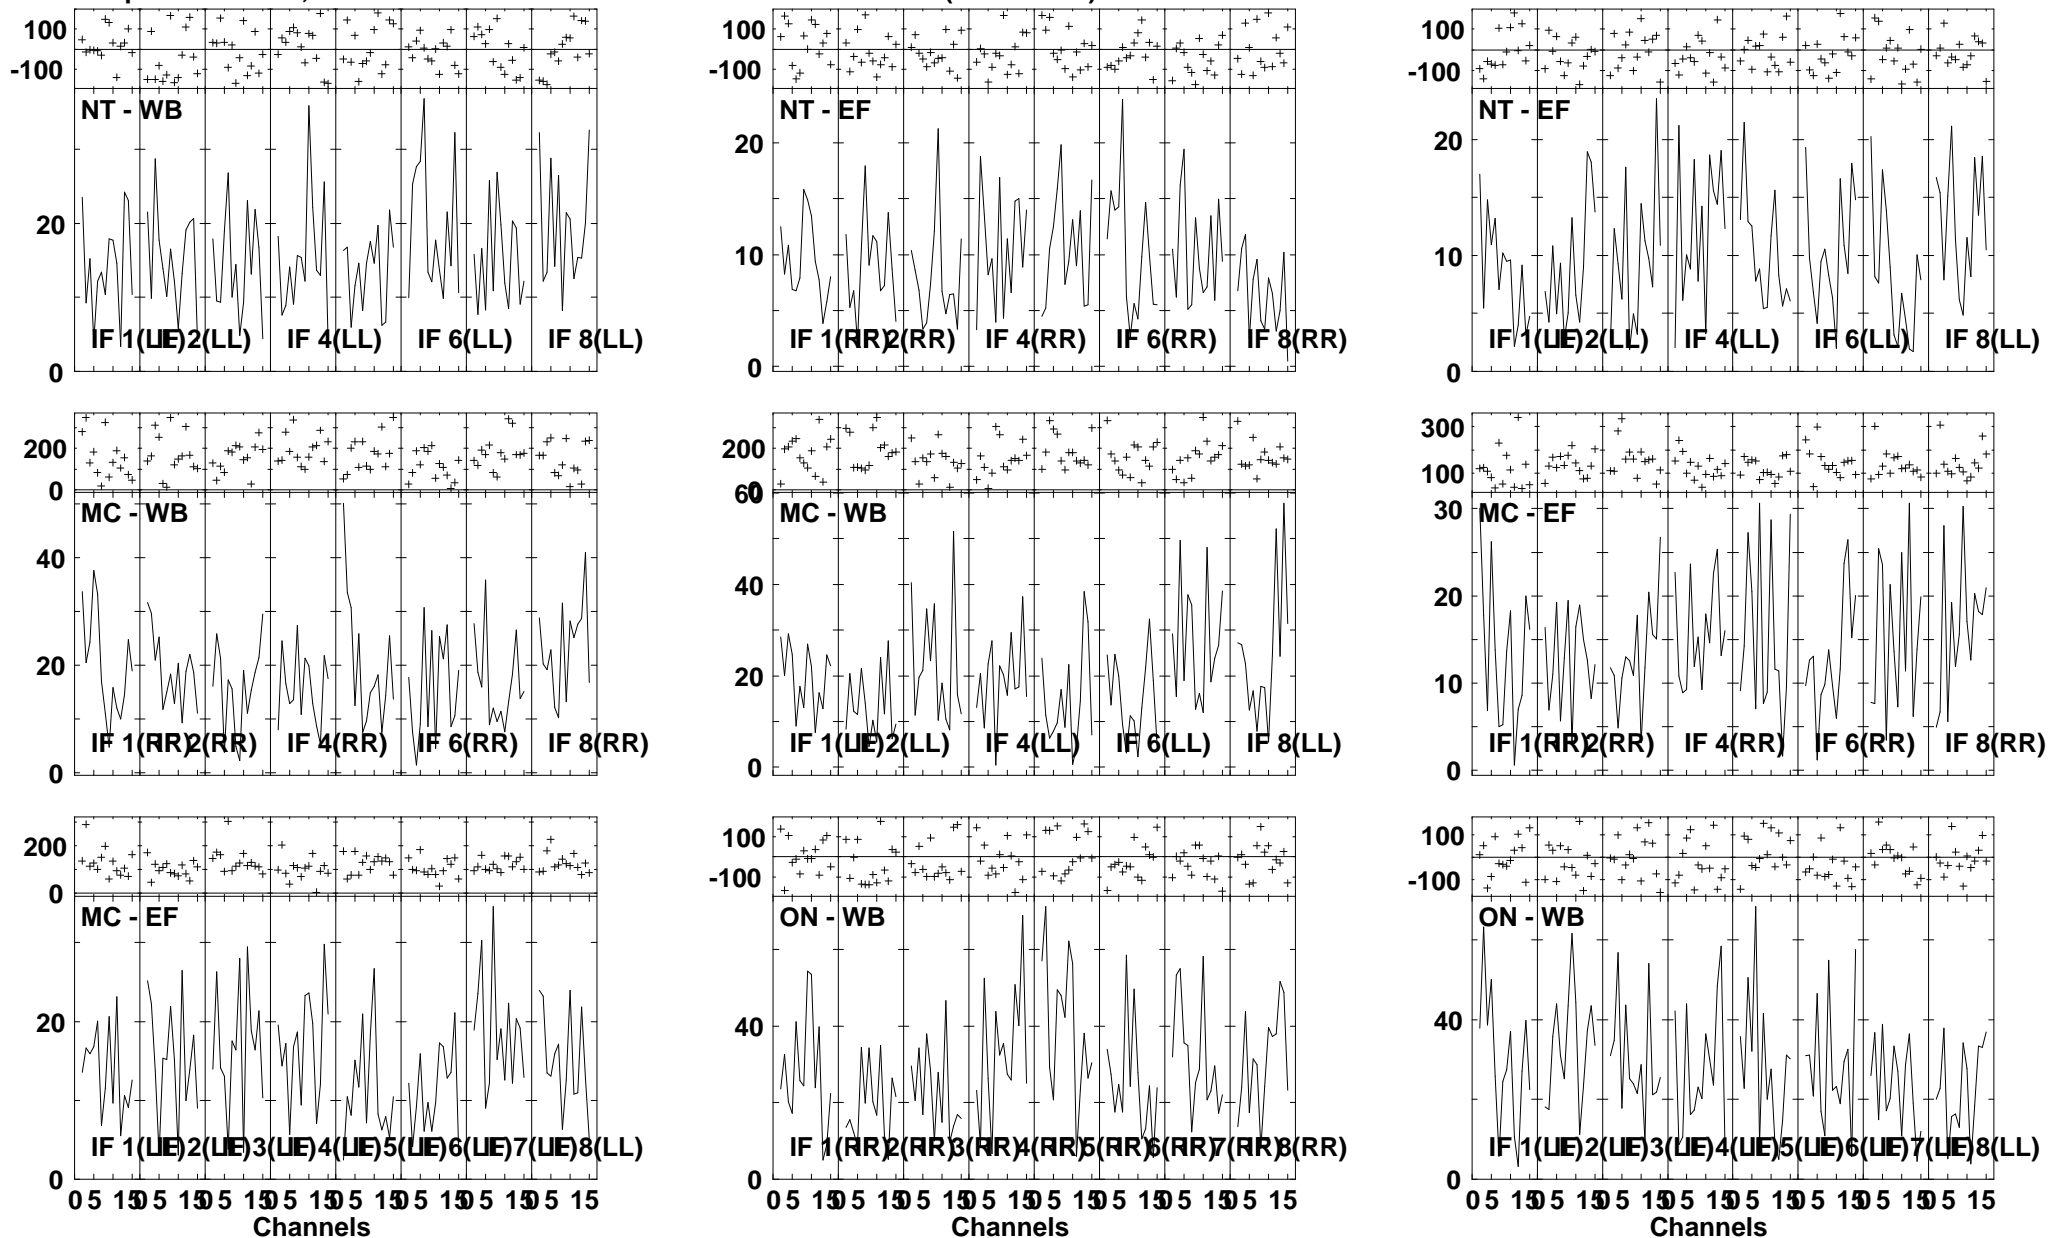 100 100 100
-100 -100 -100
NT - WB NT - EF NT - EF
20 20 20
10 10
IF 1(LL) IF 2(LL) IF 4(LL) IF 6(LL) IF 8(LL) IF 1(RR) IF 2(RR) IF 4(RR) IF 6(RR) IF 8(RR) IF 1(LL) IF 2(LL) IF 4(LL) IF 6(LL) IF 8(LL)
0 0 0
200 200 300
0 0 100
60
MC - WB MC - WB MC - EF
40 40 30
20 20 20
10
IF 1(RR) IF 2(RR) IF 4(RR) IF 6(RR) IF 8(RR) IF 1(LL) IF 2(LL) IF 4(LL) IF 6(LL) IF 8(LL) IF 1(RR) IF 2(RR) IF 4(RR) IF 6(RR) IF 8(RR)
0 0 0
200 100 100
0 -100 -100
MC - EF ON - WB ON - WB
20 40 40
IF 1(LL) IF 2(LL) IF 3(LL) IF 4(LL) IF 5(LL) IF 6(LL) IF 7(LL) IF 8(LL) IF 1(RR) IF 2(RR) IF 3(RR) IF 4(RR) IF 5(RR) IF 6(RR) IF 7(RR) IF 8(RR) IF 1(LL) IF 2(LL) IF 3(LL) IF 4(LL) IF 5(LL) IF 6(LL) IF 7(LL) IF 8(LL)
0 0 0
0 5 15 0 5 15 0 5 15 0 5 15 0 5 15 0 5 15 0 5 15 0 5 15 0 5 15 0 5 15 0 5 15 0 5 15 0 5 15 0 5 15 0 5 15 0 5 15 0 5 15 0 5 15 0 5 15 0 5 15 0 5 15 0 5 15 0 5 15 0 5 15
Channels Channels Channels